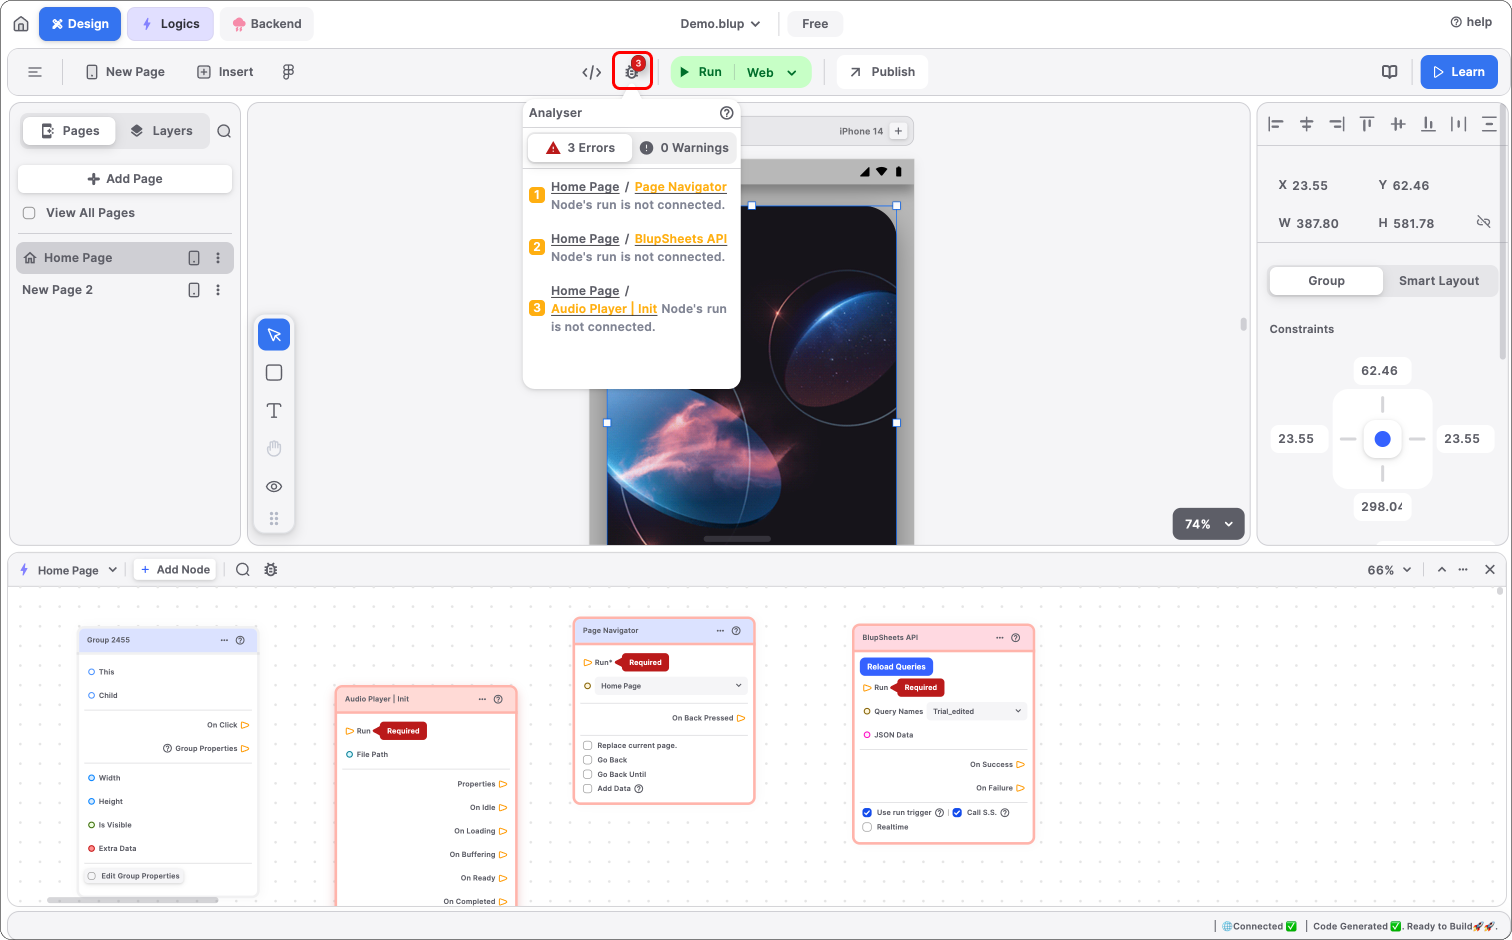 Design
Logics
Backend
Demo.blup
Free
help
New Page
Insert
3
Run
Web
Publish
Learn
Pages
Layers
Add Page
View All Pages
Home Page
New Page 2
Analyser
3 Errors
0 Warnings
1 Home Page / Page Navigator
Node's run is not connected.
2 Home Page / BlupSheets API
Node's run is not connected.
Home Page /
3 Audio Player | Init Node's run
is not connected.
iPhone 14
74%
X 23.55
Y 62.46
W 387.80
H 581.78
Group
Smart Layout
Constraints
62.46
23.55
23.55
298.04
Home Page
+ Add Node
66%
Group 2455
This
Child
On Click
Group Properties
Width
Height
Is Visible
Extra Data
Edit Group Properties
Audio Player | Init
Run
Required
File Path
Properties
On Idle
On Loading
On Buffering
On Ready
On Completed
Page Navigator
Run*
Required
Home Page
On Back Pressed
Replace current page.
Go Back
Go Back Until
Add Data
BlupSheets API
Reload Queries
Run
Required
Query Names
Trial_edited
JSON Data
On Success
On Failure
Use run trigger
Call S.S.
Realtime
| 🌐Connected ✅ | Code Generated ✅. Ready to Build🚀🚀.